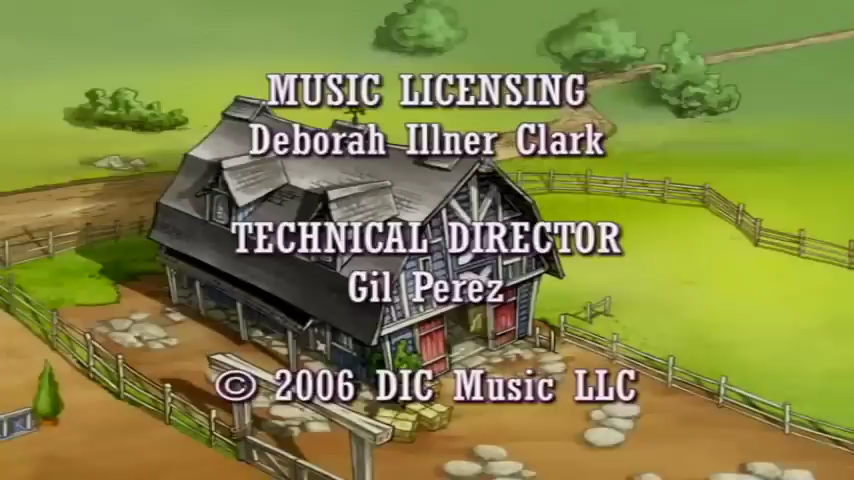 MUSIC LICENSING
Deborah Illner Clark
TECHNICAL DIRECTOR
Gil Perez
© 2006 DIC Music LLC